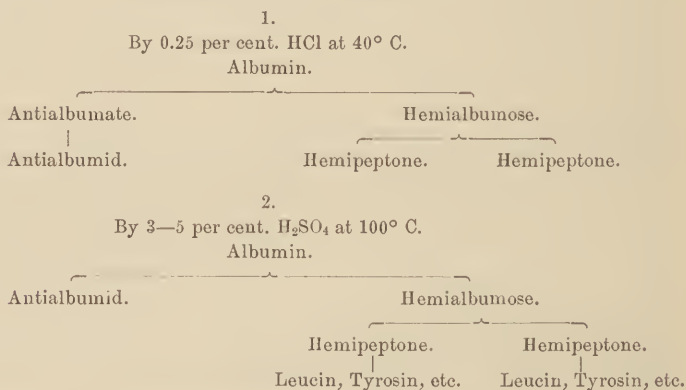 1.
By 0.25 per cent. HCl at 40° C.
Albumin.
Antialbumate. Hemialbumose.
Antialbumid. Hemipeptone. Hemipeptone.
2.
By 3—5 per cent. H₂SO₄ at 100° C.
Albumin.
Antialbumid. Hemialbumose.
Hemipeptone. Hemipeptone.
Leucin, Tyrosin, etc. Leucin, Tyrosin, etc.